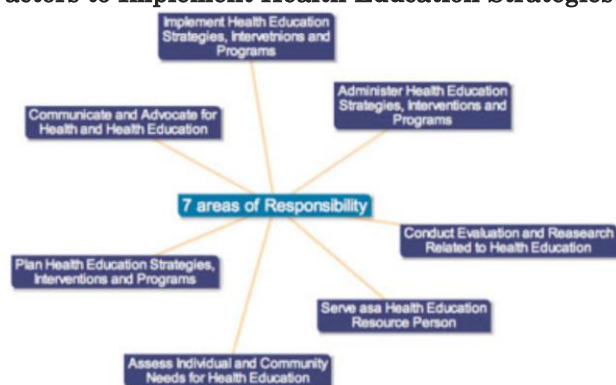 actors to Implement Health Education Strategies
Implement Health Education
Strategies, Intervetnions and
Programs
Administer Health Education
Strategies, Interventions and
Programs
Communicate and Advocate for
Health and Health Education
7 areas of Responsibility
Conduct Evaluation and Reasearch
Related to Health Education
Plan Health Education Strategies,
Interventions and Programs
Serve asa Health Education
Resource Person
Assess Individual and Community
Needs for Health Education